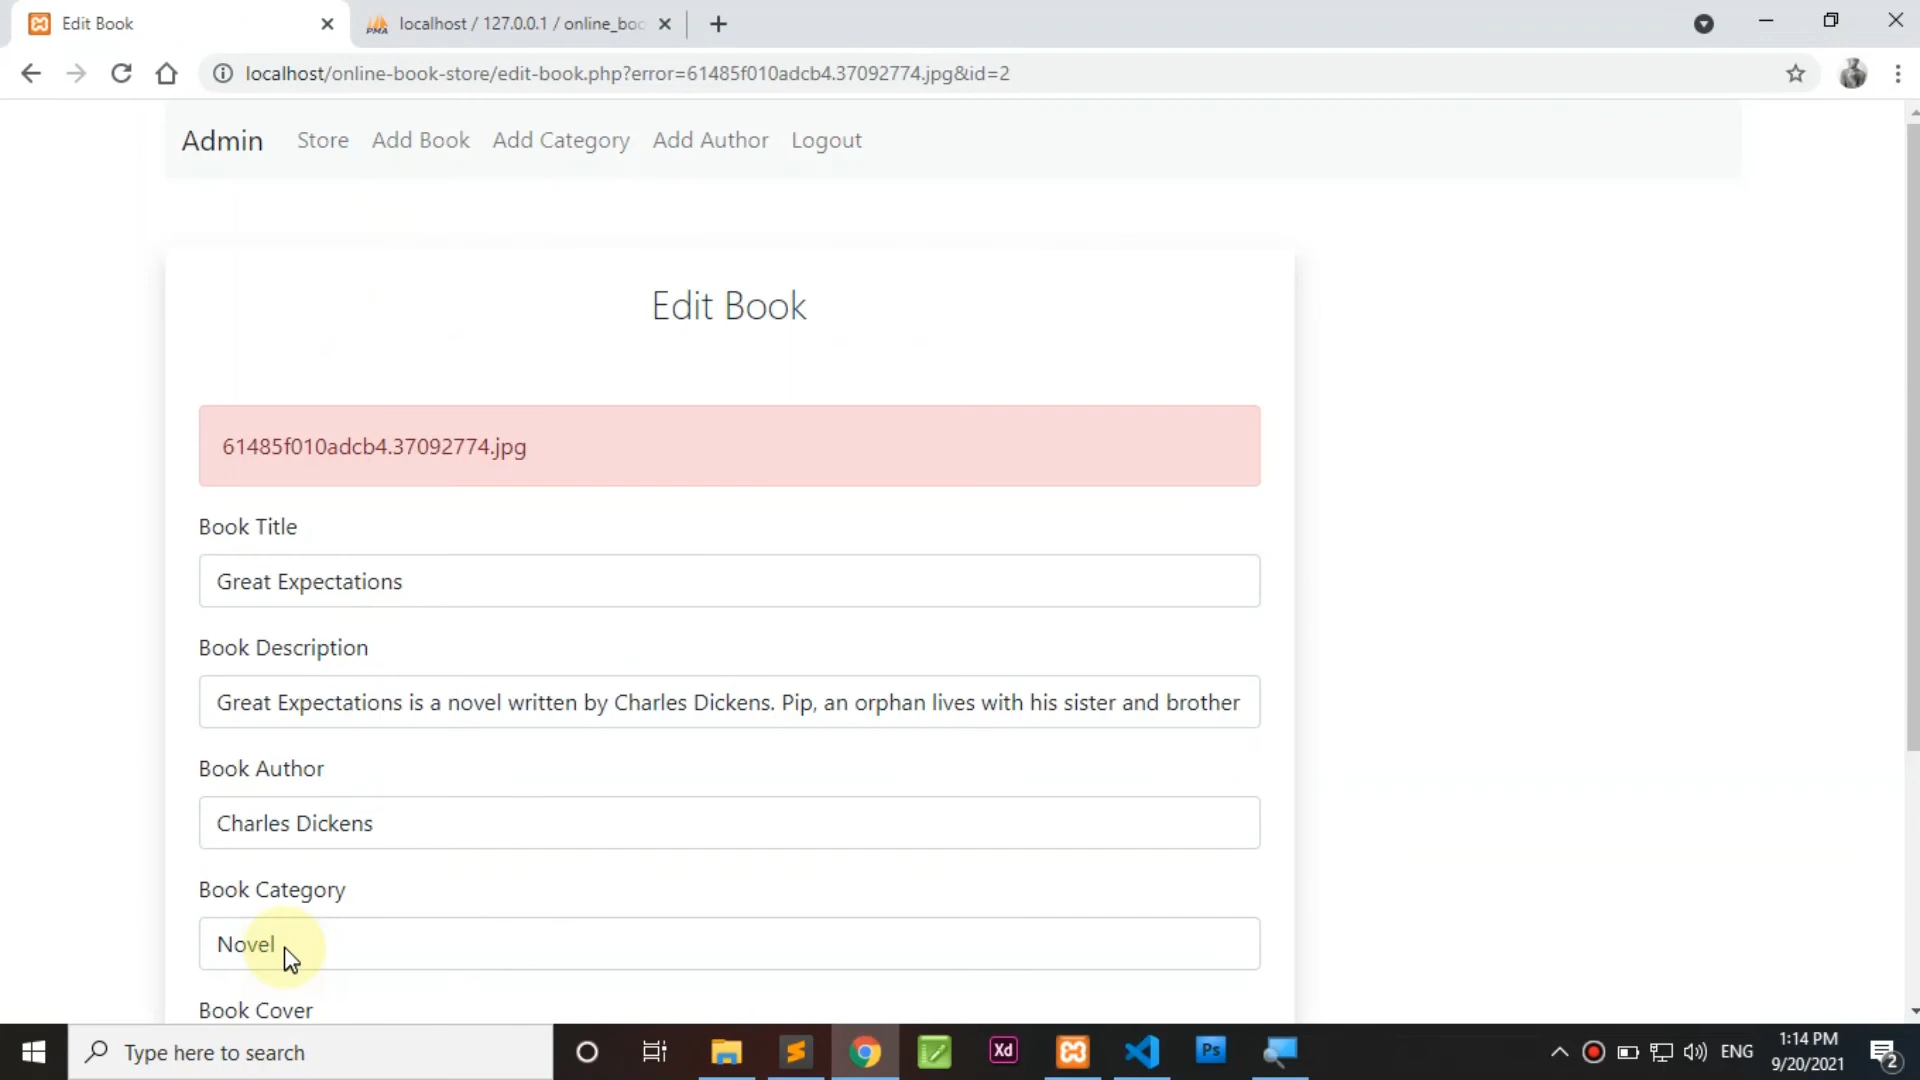 Edit Book
localhost / 127.0.0.1 / online_boo
localhost/online-book-store/edit-book.php?error=61485f010adcb4.37092774.jpg&id=2
Admin Store Add Book Add Category Add Author Logout
Edit Book
61485f010adcb4.37092774.jpg
Book Title
Great Expectations
Book Description
Great Expectations is a novel written by Charles Dickens. Pip, an orphan lives with his sister and brother
Book Author
Charles Dickens
Book Category
Novel
Book Cover
Type here to search
Xd
Ps
ENG
1:14 PM
9/20/2021
2